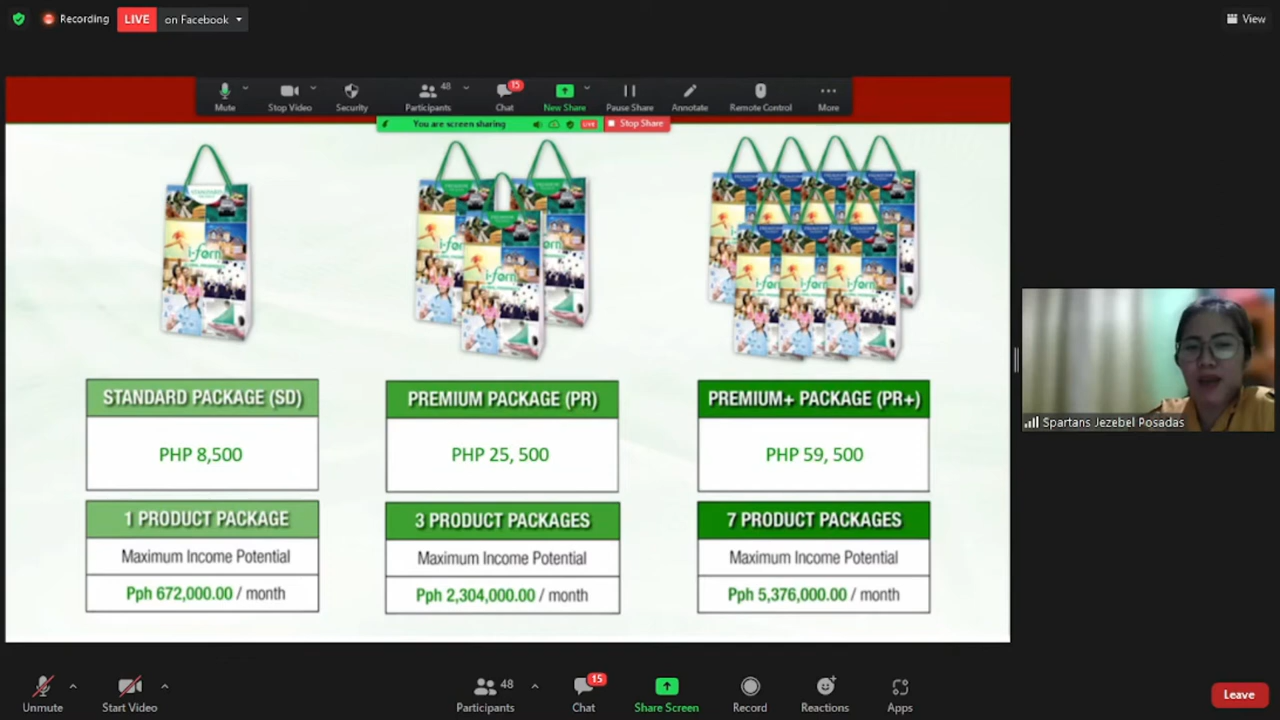 Recording
LIVE
on Facebook
View
Mute
Stop Video
Security
48
Participants
15
Chat
New Share
Pause Share
Annotate
Remote Control
More
You are screen sharing
LIVE
Stop Share
i-fern
STANDARD PACKAGE (SD)
PHP 8,500
1 PRODUCT PACKAGE
Maximum Income Potential
Pph 672,000.00 / month
PREMIUM PACKAGE (PR)
PHP 25, 500
3 PRODUCT PACKAGES
Maximum Income Potential
Pph 2,304,000.00 / month
PREMIUM+ PACKAGE (PR+)
PHP 59, 500
7 PRODUCT PACKAGES
Maximum Income Potential
Pph 5,376,000.00 / month
Spartans Jezebel Posadas
Unmute
Start Video
48
Participants
15
Chat
Share Screen
Record
Reactions
Apps
Leave